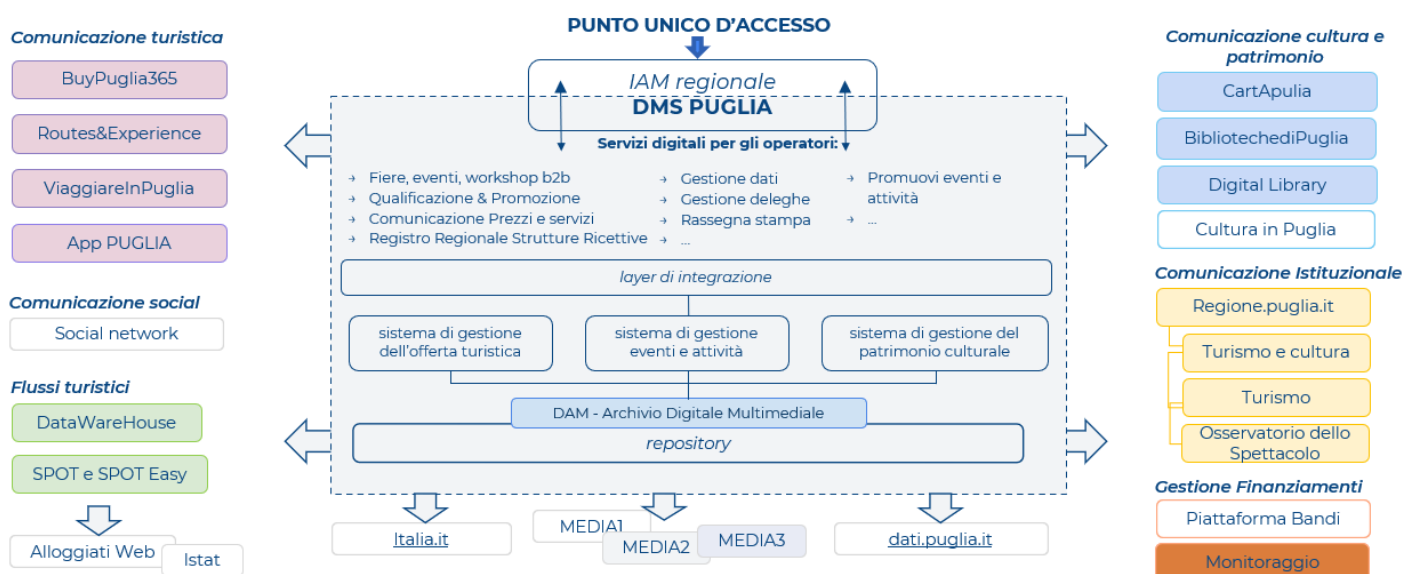 Comunicazione turistica
BuyPuglia365
Routes&Experience
ViaggiareInPuglia
App PUGLIA
Comunicazione social
Social network
Flussi turistici
DataWareHouse
SPOT e SPOT Easy
Alloggiati Web
Istat
PUNTO UNICO D'ACCESSO
IAM regionale
DMS PUGLIA
Servizi digitali per gli operatori:
→ Fiere, eventi, workshop b2b
→ Qualificazione & Promozione
→ Comunicazione Prezzi e servizi
→ Registro Regionale Strutture Ricettive
→ Gestione dati
→ Gestione deleghe
→ Rassegna stampa
→ ...
→ Promuovi eventi e
attività
→ ...
layer di integrazione
sistema di gestione
dell'offerta turistica
sistema di gestione
eventi e attività
sistema di gestione del
patrimonio culturale
DAM - Archivio Digitale Multimediale
repository
Italia.it
MEDIA1
MEDIA2
MEDIA3
dati.puglia.it
Comunicazione cultura e
patrimonio
CartApulia
BibliotechediPuglia
Digital Library
Cultura in Puglia
Comunicazione Istituzionale
Regione.puglia.it
Turismo e cultura
Turismo
Osservatorio dello
Spettacolo
Gestione Finanziamenti
Piattaforma Bandi
Monitoraggio